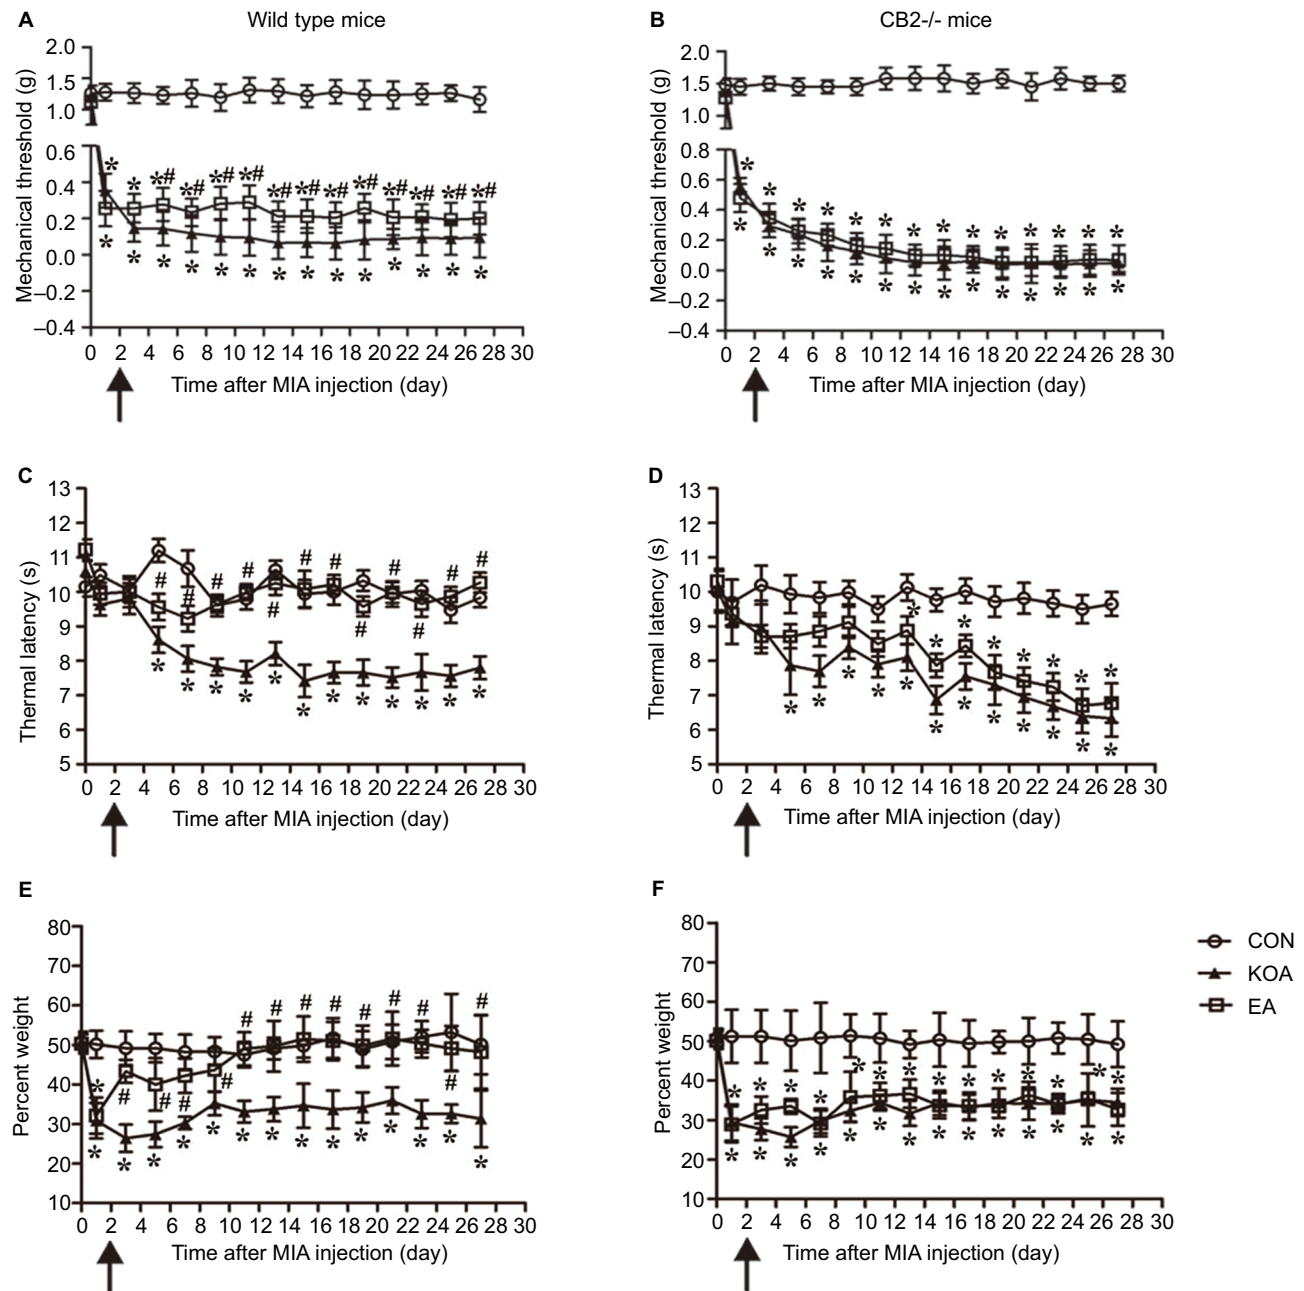 A
Wild type mice
Mechanical threshold (g)
2.0
1.5
1.0
0.6
0.4
0.2
0.0
–0.2
–0.4
* * *# *# *# *# *# *# *# *# *# *# *# *#
* * * * * * * * * * * * * *
0 2 4 6 8 10 12 14 16 18 20 22 24 26 28 30
Time after MIA injection (day)
B
CB2-/- mice
Mechanical threshold (g)
2.0
1.5
1.0
0.8
0.6
0.4
0.2
0.0
–0.2
–0.4
* * * * * * * * * * * * * *
* * * * * * * * * * * * * *
0 2 4 6 8 10 12 14 16 18 20 22 24 26 28 30
Time after MIA injection (day)
C
Thermal latency (s)
13
12
11
10
9
8
7
6
5
# # # # # # # # # # # #
* * * * * * * * * * * *
0 2 4 6 8 10 12 14 16 18 20 22 24 26 28 30
Time after MIA injection (day)
D
Thermal latency (s)
13
12
11
10
9
8
7
6
5
* * * * * * * *
* * * * * * * * * * * *
0 2 4 6 8 10 12 14 16 18 20 22 24 26 28 30
Time after MIA injection (day)
E
Percent weight
80
70
60
50
40
30
20
10
* # # # # # # # # # # # # #
* * * * * * * * * * * * * *
0 2 4 6 8 10 12 14 16 18 20 22 24 26 28 30
Time after MIA injection (day)
F
Percent weight
80
70
60
50
40
30
20
10
* * * * * * * * * * * * * *
* * * * * * * * * * * * * *
0 2 4 6 8 10 12 14 16 18 20 22 24 26 28 30
Time after MIA injection (day)
CON
KOA
EA